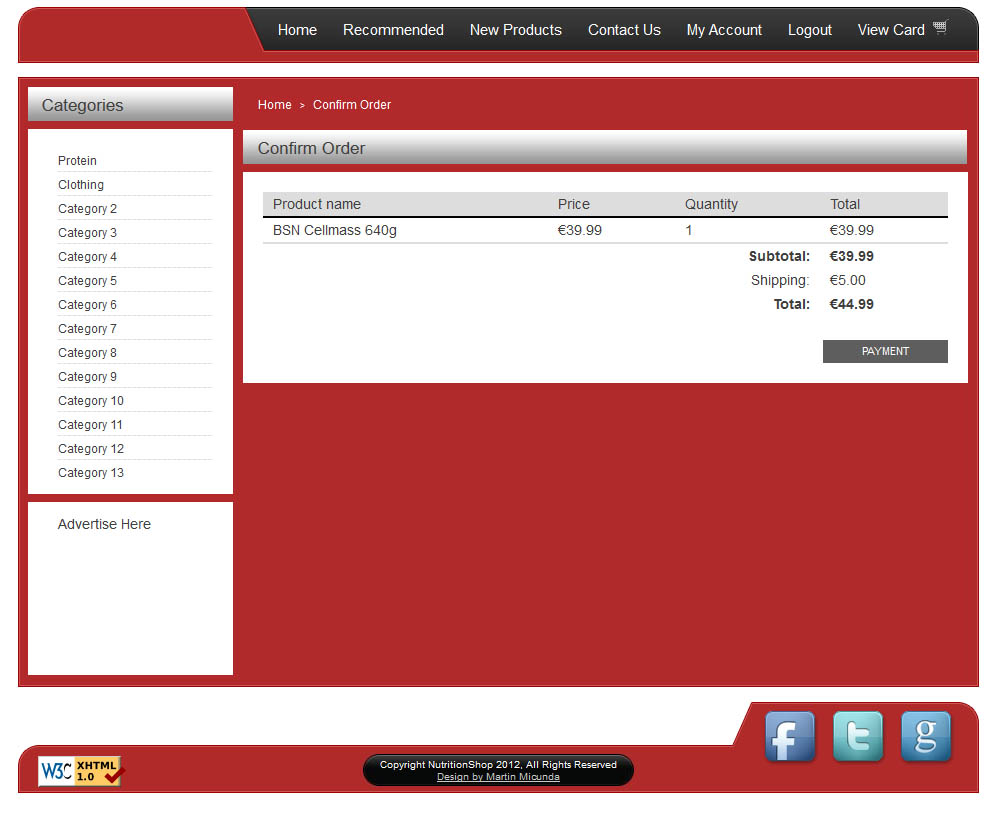 Home Recommended New Products Contact Us My Account Logout View Card
Categories
Protein
Clothing
Category 2
Category 3
Category 4
Category 5
Category 6
Category 7
Category 8
Category 9
Category 10
Category 11
Category 12
Category 13
Advertise Here
Home > Confirm Order
Confirm Order
Product name Price Quantity Total
BSN Cellmass 640g €39.99 1 €39.99
Subtotal: €39.99
Shipping: €5.00
Total: €44.99
PAYMENT
f t g
W3C XHTML 1.0
Copyright NutritionShop 2012, All Rights Reserved
Design by Martin Micunda